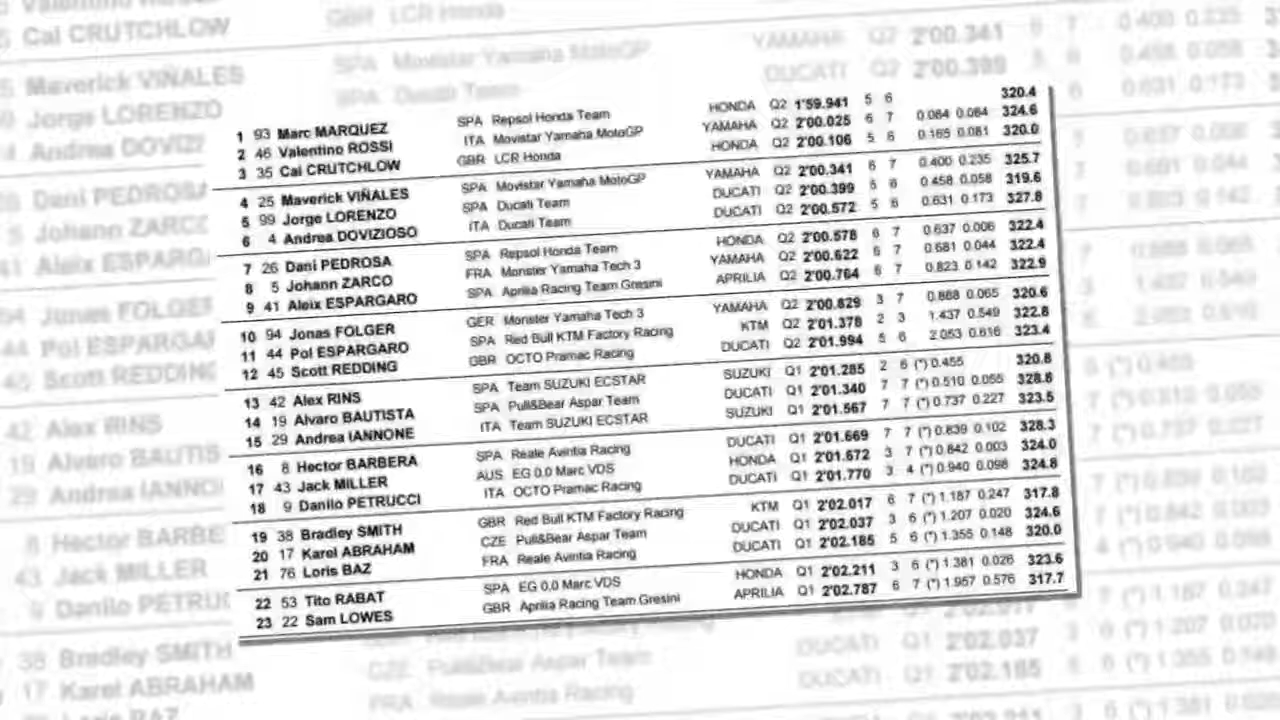 1 93 Marc MARQUEZ SPA Repsol Honda Team HONDA Q2 1'59.941 5 6 320.4
2 46 Valentino ROSSI ITA Movistar Yamaha MotoGP YAMAHA Q2 2'00.025 6 7 0.084 0.084 324.6
3 35 Cal CRUTCHLOW GBR LCR Honda HONDA Q2 2'00.106 5 6 0.165 0.081 320.0
4 25 Maverick VIÑALES SPA Movistar Yamaha MotoGP YAMAHA Q2 2'00.341 6 7 0.400 0.235 325.7
5 99 Jorge LORENZO SPA Ducati Team DUCATI Q2 2'00.399 5 6 0.458 0.058 319.6
6 4 Andrea DOVIZIOSO ITA Ducati Team DUCATI Q2 2'00.572 5 6 0.631 0.173 327.8
7 26 Dani PEDROSA SPA Repsol Honda Team HONDA Q2 2'00.578 6 7 0.637 0.006 322.4
8 5 Johann ZARCO FRA Monster Yamaha Tech 3 YAMAHA Q2 2'00.622 6 7 0.681 0.044 322.4
9 41 Aleix ESPARGARO SPA Aprilia Racing Team Gresini APRILIA Q2 2'00.764 6 7 0.823 0.142 322.9
10 94 Jonas FOLGER GER Monster Yamaha Tech 3 YAMAHA Q2 2'00.829 3 7 0.888 0.065 320.6
11 44 Pol ESPARGARO SPA Red Bull KTM Factory Racing KTM Q2 2'01.378 2 3 1.437 0.549 322.8
12 45 Scott REDDING GBR OCTO Pramac Racing DUCATI Q2 2'01.994 5 6 2.053 0.616 323.4
13 42 Alex RINS SPA Team SUZUKI ECSTAR SUZUKI Q1 2'01.285 2 6 (*) 0.455 320.8
14 19 Alvaro BAUTISTA SPA Pull&Bear Aspar Team DUCATI Q1 2'01.340 7 7 (*) 0.510 0.055 328.6
15 29 Andrea IANNONE ITA Team SUZUKI ECSTAR SUZUKI Q1 2'01.567 7 7 (*) 0.737 0.227 323.5
16 8 Hector BARBERA SPA Reale Avintia Racing DUCATI Q1 2'01.669 7 7 (*) 0.839 0.102 328.3
17 43 Jack MILLER AUS EG 0,0 Marc VDS HONDA Q1 2'01.672 3 7 (*) 0.842 0.003 324.0
18 9 Danilo PETRUCCI ITA OCTO Pramac Racing DUCATI Q1 2'01.770 3 4 (*) 0.940 0.098 324.8
19 38 Bradley SMITH GBR Red Bull KTM Factory Racing KTM Q1 2'02.017 6 7 (*) 1.187 0.247 317.8
20 17 Karel ABRAHAM CZE Pull&Bear Aspar Team DUCATI Q1 2'02.037 3 6 (*) 1.207 0.020 324.6
21 76 Loris BAZ FRA Reale Avintia Racing DUCATI Q1 2'02.185 5 6 (*) 1.355 0.148 320.0
22 53 Tito RABAT SPA EG 0,0 Marc VDS HONDA Q1 2'02.211 3 6 (*) 1.381 0.026 323.6
23 22 Sam LOWES GBR Aprilia Racing Team Gresini APRILIA Q1 2'02.787 6 7 (*) 1.957 0.576 317.7